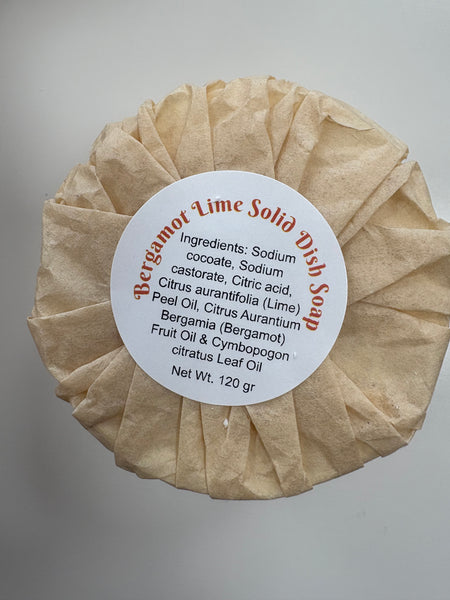 Bergamot Lime Solid Dish Soap
Ingredients: Sodium
cocoate, Sodium
castorate, Citric acid,
Citrus aurantifolia (Lime)
Peel Oil, Citrus Aurantium
Bergamia (Bergamot)
Fruit Oil & Cymbopogon
citratus Leaf Oil
Net Wt. 120 gr